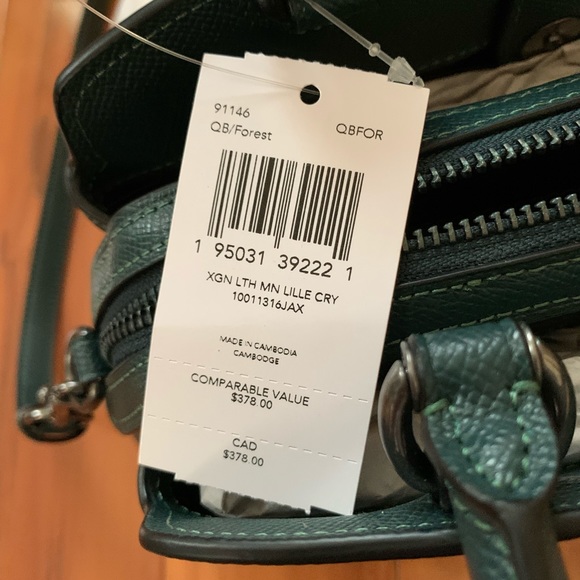 91146
QB/Forest QBFOR
1 95031 39222 1
XGN LTH MN LILLE CRY
10011316JAX
MADE IN CAMBODIA
CAMBODGE
COMPARABLE VALUE
$378.00
CAD
$378.00